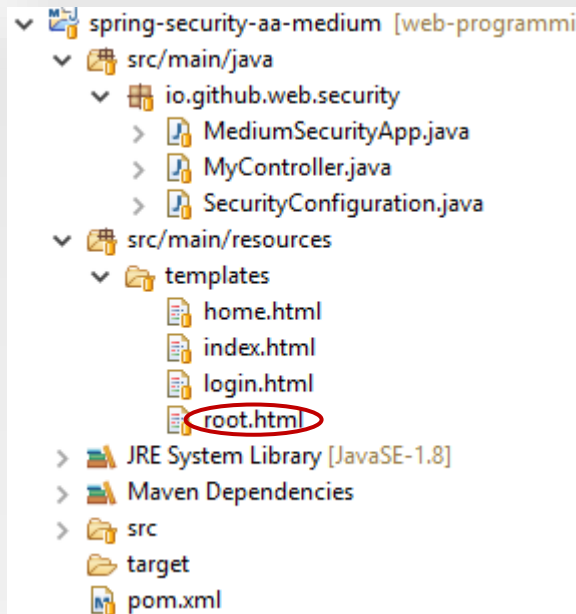 spring-security-aa-medium [web-programmi
src/main/java
io.github.web.security
MediumSecurityApp.java
MyController.java
SecurityConfiguration.java
src/main/resources
templates
home.html
index.html
login.html
root.html
JRE System Library [JavaSE-1.8]
Maven Dependencies
src
target
pom.xml